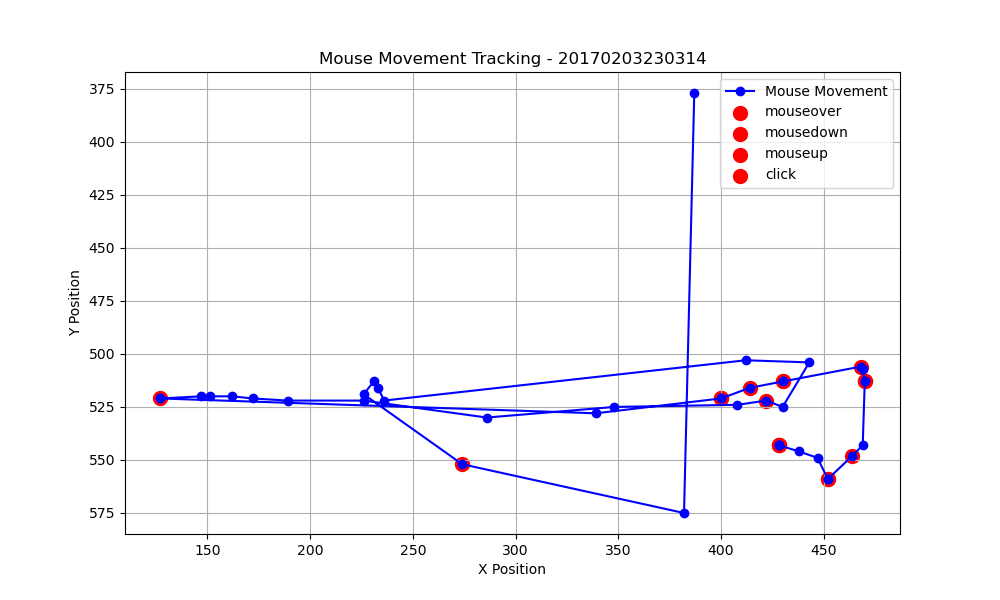 Mouse Movement Tracking - 20170203230314
Mouse Movement
mouseover
mousedown
mouseup
click
375
400
425
450
475
500
525
550
575
Y Position
150
200
250
300
350
400
450
X Position